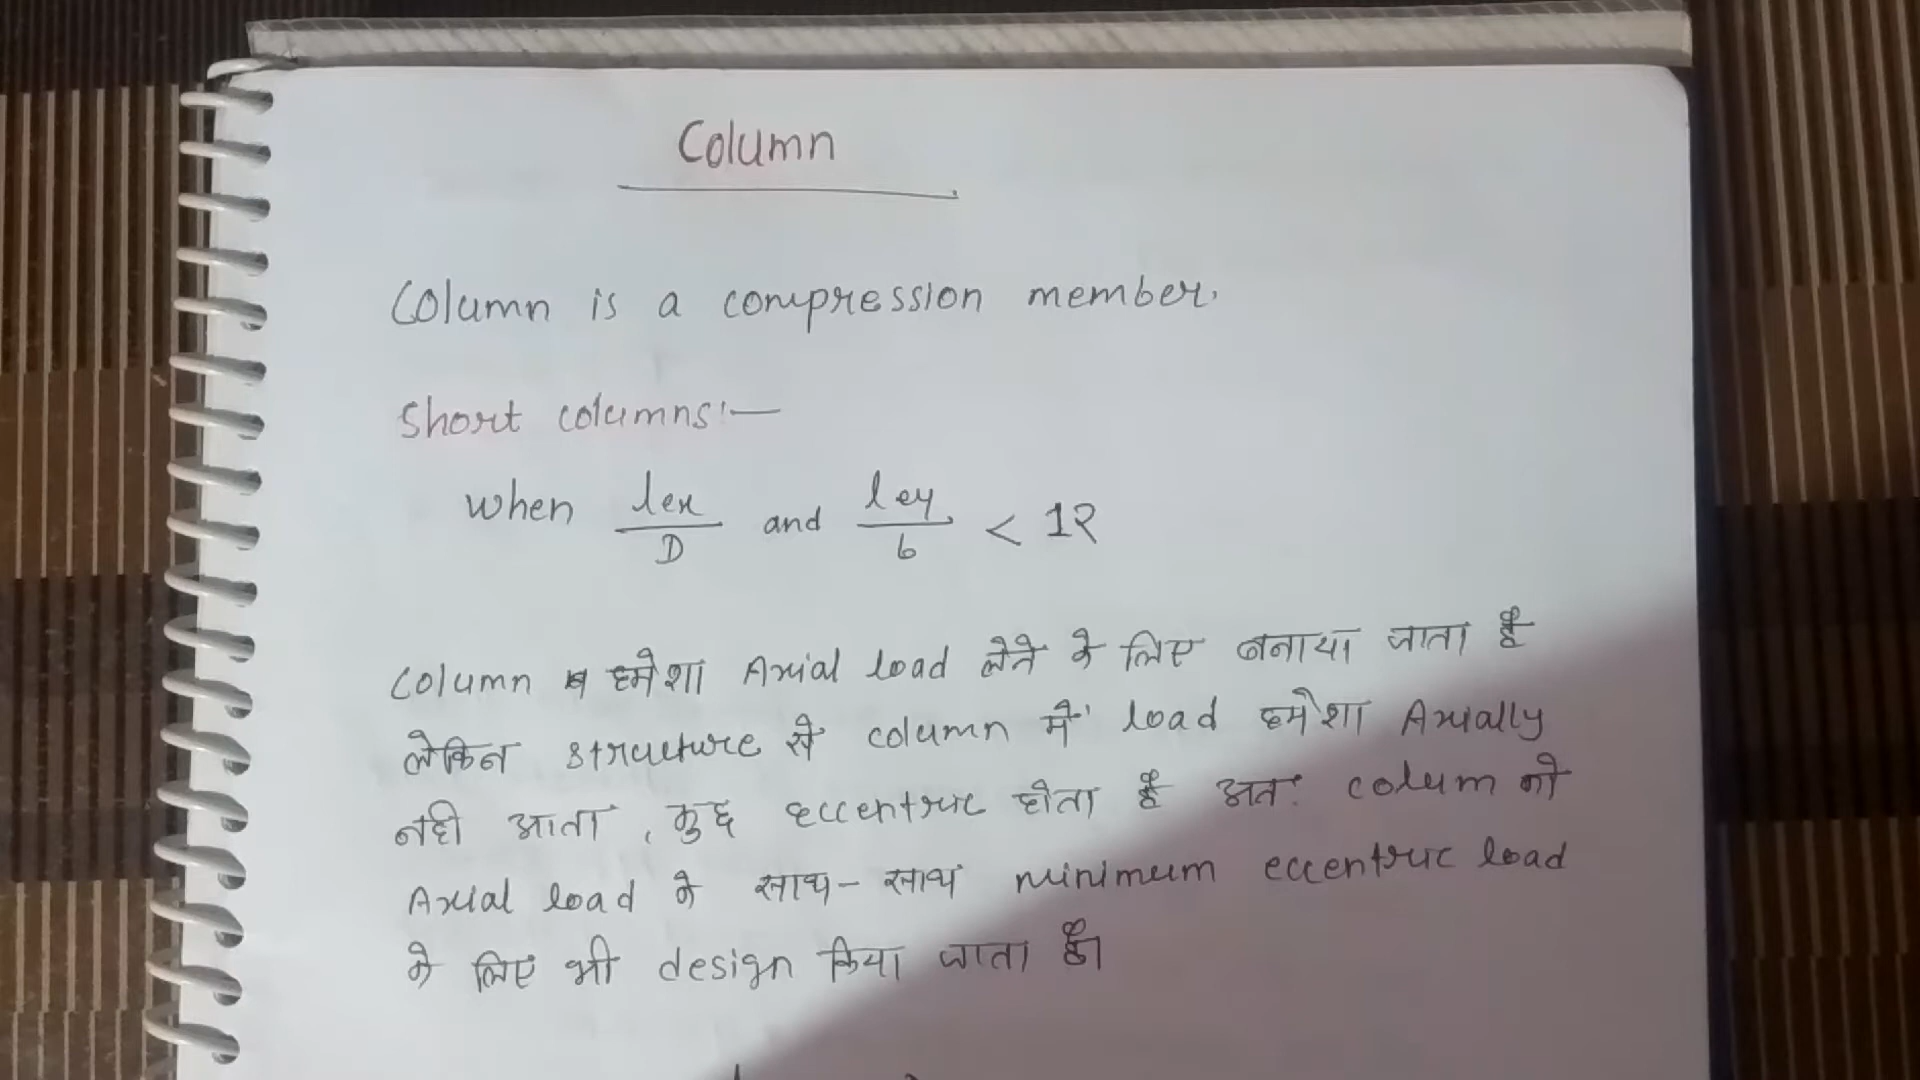 Column
Column is a compression member.
Short columns:—
when lex/D and ley/b < 12
Column हमेशा Axial load लेने के लिए बनाया जाता है
लेकिन structure से column में load हमेशा Axially
नही आता, कुछ eccentric होता है अतः colum को
Axial load के साथ-साथ minimum eccentric load
के लिए भी design किया जाता है।